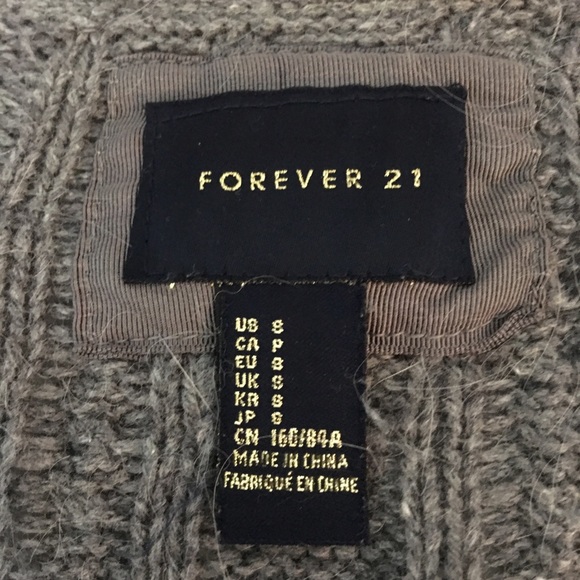 FOREVER 21
US S
CA P
EU S
UK S
KR S
JP S
CN 160/84A
MADE IN CHINA
FABRIQUÉ EN CHINE